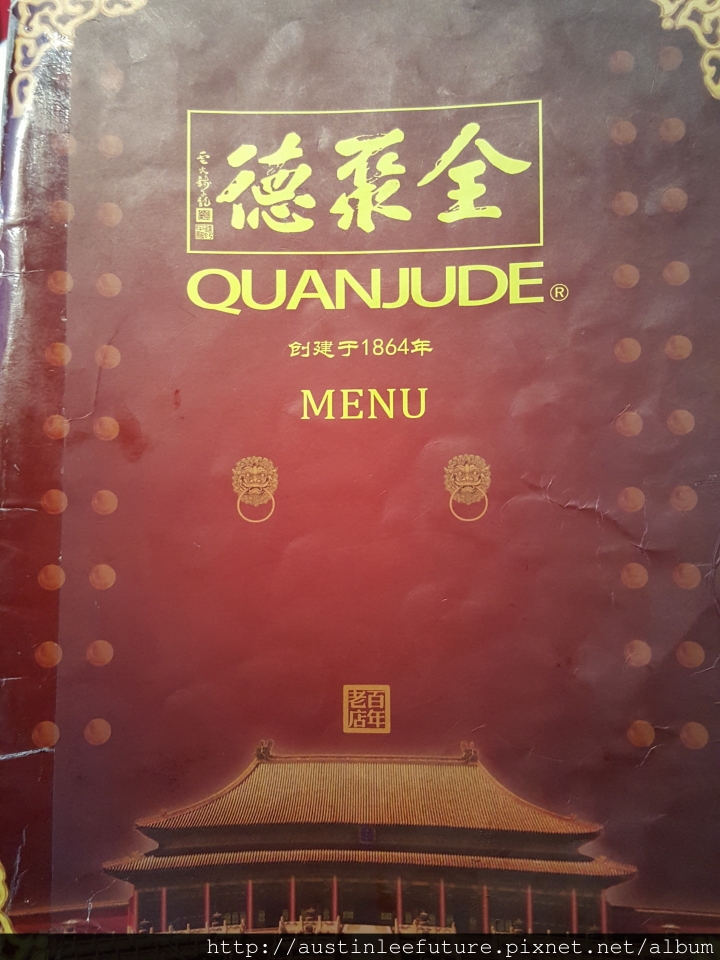 全聚德
QUANJUDE®
创建于1864年
MENU
百年
老店
http://austinleefuture.pixnet.net/album